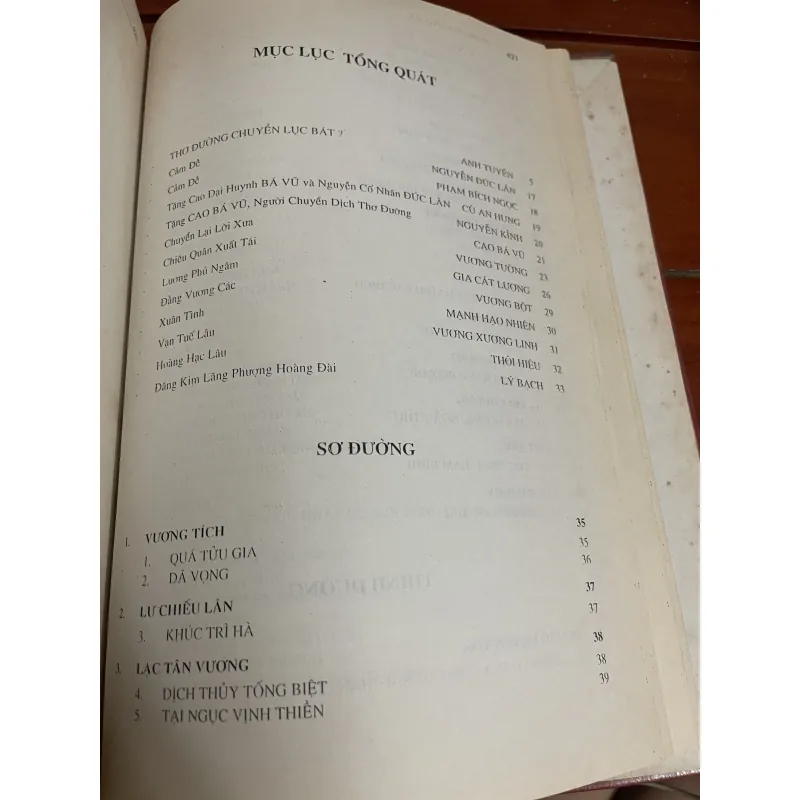 421
MỤC LỤC TỔNG QUÁT
THƠ ĐƯỜNG CHUYỂN LỤC BÁT ? ANH TUYÊN 5
Cảm Đề NGUYỄN ĐỨC LÂN 17
Cảm Đề PHẠM BÍCH NGỌC 18
Tặng Cao Đại Huynh BÁ VŨ và Nguyễn Cố Nhân ĐỨC LÂN CÙ AN HƯNG 19
Tặng CAO BÁ VŨ, Người Chuyển Dịch Thơ Đường NGUYỄN KÌNH 20
Chuyển Lại Lời Xưa CAO BÁ VŨ 21
Chiêu Quân Xuất Tái VƯƠNG TƯỜNG 23
Lương Phủ Ngâm GIA CÁT LƯỢNG 26
Đằng Vương Các VƯƠNG BỘT 29
Xuân Tình MẠNH HẠO NHIÊN 30
Vạn Tuế Lâu VƯƠNG XƯƠNG LINH 31
Hoàng Hạc Lâu THÔI HIỆU 32
Đăng Kim Lăng Phượng Hoàng Đài LÝ BẠCH 33
SƠ ĐƯỜNG
1. VƯƠNG TÍCH 35
1. QUÁ TỬU GIA 35
2. DÃ VỌNG 36
2. LƯ CHIẾU LÂN 37
3. KHÚC TRÌ HÀ 37
3. LẠC TÂN VƯƠNG 38
4. DỊCH THỦY TỐNG BIỆT 38
5. TẠI NGỤC VỊNH THIỀN 39